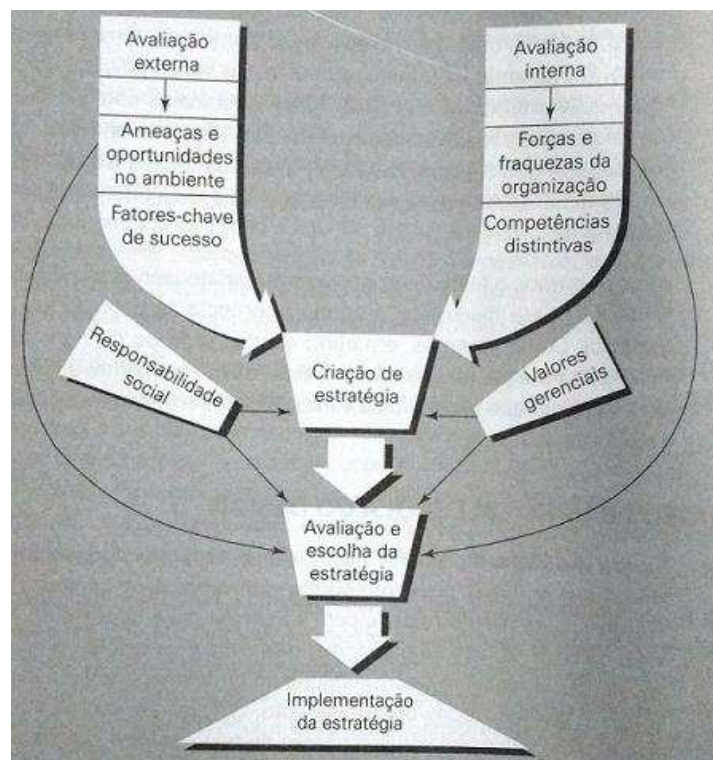 Avaliação
externa
Ameaças e
oportunidades
no ambiente
Fatores-chave
de sucesso
Avaliação
interna
Forças e
fraquezas da
organização
Competências
distintivas
Responsabilidade
social
Criação de
estratégia
Valores
gerenciais
Avaliação e
escolha da
estratégia
Implementação
da estratégia